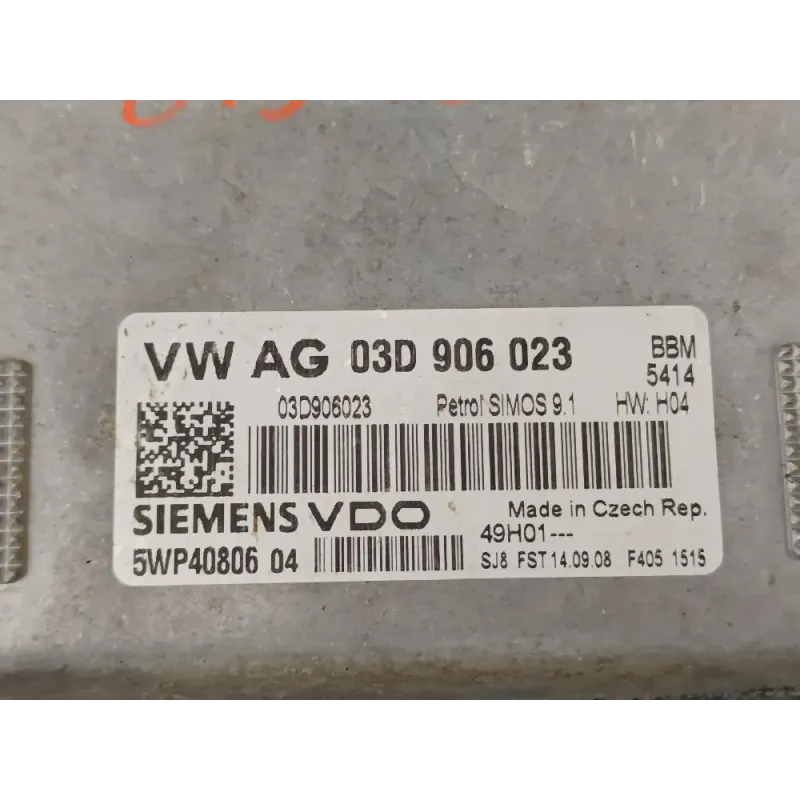 VW AG 03D 906 023 BBM
5414
03D906023 Petrol SIMOS 9.1 HW: H04
SIEMENS VDO Made in Czech Rep.
49H01---
5WP40806 04 SJ8 FST 14.09.08 F405 1515